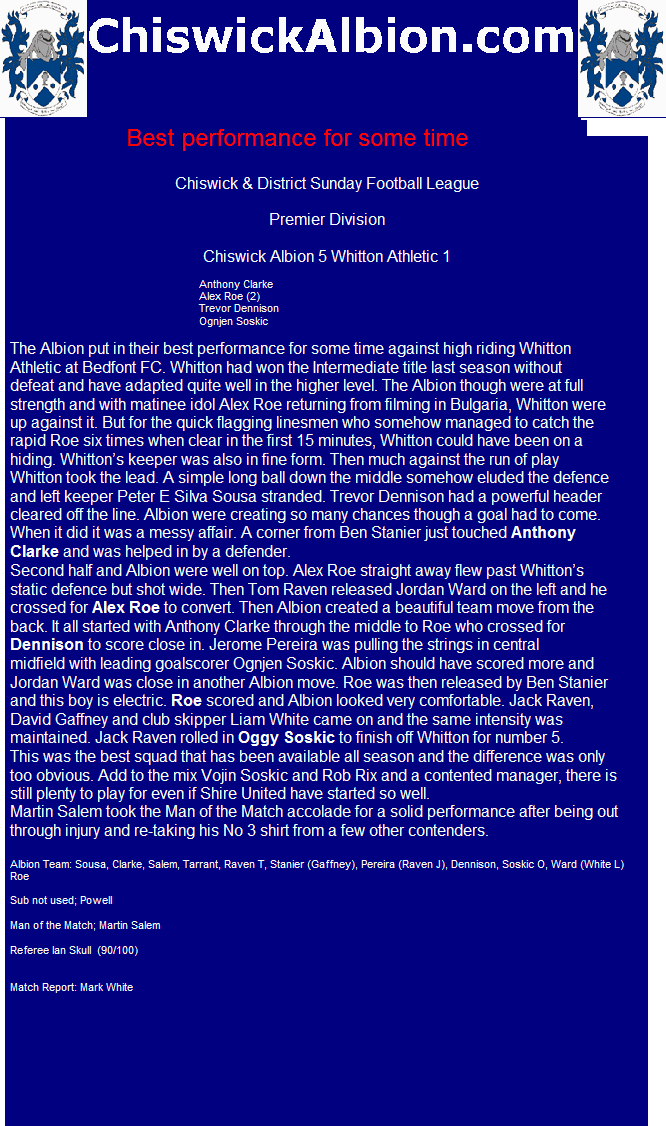 ChiswickAlbion.com
Best performance for some time
Chiswick & District Sunday Football League
Premier Division
Chiswick Albion 5 Whitton Athletic 1
Anthony Clarke
Alex Roe (2)
Trevor Dennison
Ognjen Soskic
The Albion put in their best performance for some time against high riding Whitton
Athletic at Bedfont FC. Whitton had won the Intermediate title last season without
defeat and have adapted quite well in the higher level. The Albion though were at full
strength and with matinee idol Alex Roe returning from filming in Bulgaria, Whitton were
up against it. But for the quick flagging linesmen who somehow managed to catch the
rapid Roe six times when clear in the first 15 minutes, Whitton could have been on a
hiding. Whitton’s keeper was also in fine form. Then much against the run of play
Whitton took the lead. A simple long ball down the middle somehow eluded the defence
and left keeper Peter E Silva Sousa stranded. Trevor Dennison had a powerful header
cleared off the line. Albion were creating so many chances though a goal had to come.
When it did it was a messy affair. A corner from Ben Stanier just touched Anthony
Clarke and was helped in by a defender.
Second half and Albion were well on top. Alex Roe straight away flew past Whitton’s
static defence but shot wide. Then Tom Raven released Jordan Ward on the left and he
crossed for Alex Roe to convert. Then Albion created a beautiful team move from the
back. It all started with Anthony Clarke through the middle to Roe who crossed for
Dennison to score close in. Jerome Pereira was pulling the strings in central
midfield with leading goalscorer Ognjen Soskic. Albion should have scored more and
Jordan Ward was close in another Albion move. Roe was then released by Ben Stanier
and this boy is electric. Roe scored and Albion looked very comfortable. Jack Raven,
David Gaffney and club skipper Liam White came on and the same intensity was
maintained. Jack Raven rolled in Oggy Soskic to finish off Whitton for number 5.
This was the best squad that has been available all season and the difference was only
too obvious. Add to the mix Vojin Soskic and Rob Rix and a contented manager, there is
still plenty to play for even if Shire United have started so well.
Martin Salem took the Man of the Match accolade for a solid performance after being out
through injury and re-taking his No 3 shirt from a few other contenders.
Albion Team: Sousa, Clarke, Salem, Tarrant, Raven T, Stanier (Gaffney), Pereira (Raven J), Dennison, Soskic O, Ward (White L)
Roe
Sub not used; Powell
Man of the Match; Martin Salem
Referee Ian Skull  (90/100)
Match Report: Mark White